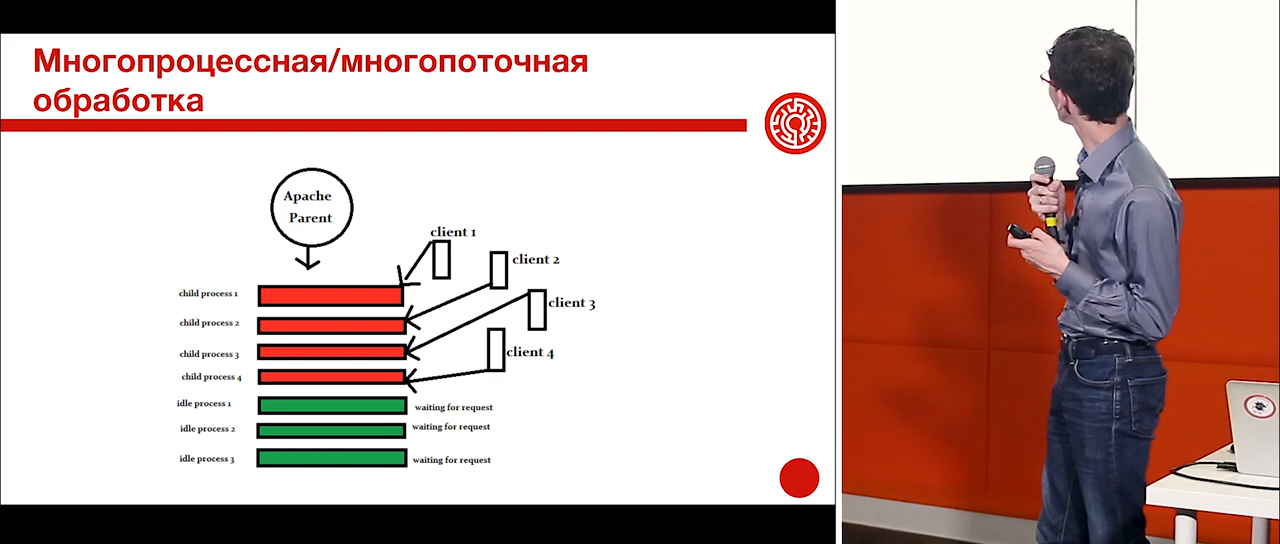 Многопроцессная/многопоточная
обработка
Apache
Parent
client 1
client 2
client 3
client 4
child process 1
child process 2
child process 3
child process 4
idle process 1
waiting for request
idle process 2
waiting for request
idle process 3
waiting for request